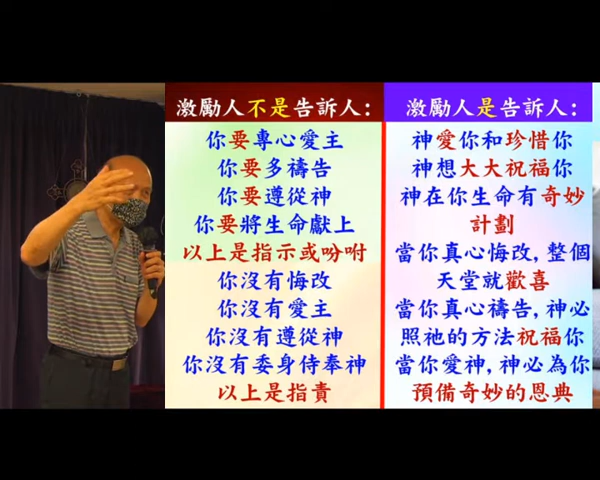 激勵人不是告訴人：
你要專心愛主
你要多禱告
你要遵從神
你要將生命獻上
以上是指示或吩咐
你沒有悔改
你沒有愛主
你沒有遵從神
你沒有委身侍奉神
以上是指責
激勵人是告訴人：
神愛你和珍惜你
神想大大祝福你
神在你生命有奇妙
計劃
當你真心悔改，整個
天堂就歡喜
當你真心禱告，神必
照祂的方法祝福你
當你愛神，神必為你
預備奇妙的恩典